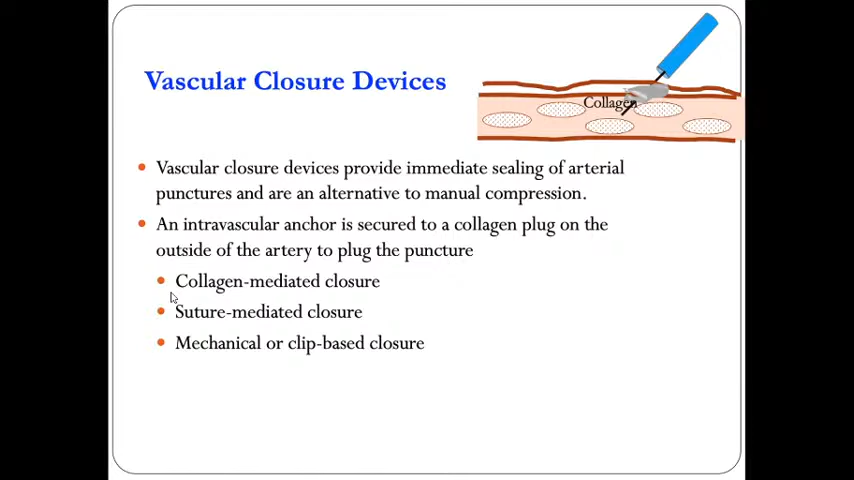 Vascular Closure Devices
Collagen
Vascular closure devices provide immediate sealing of arterial
punctures and are an alternative to manual compression.
An intravascular anchor is secured to a collagen plug on the
outside of the artery to plug the puncture
Collagen-mediated closure
Suture-mediated closure
Mechanical or clip-based closure